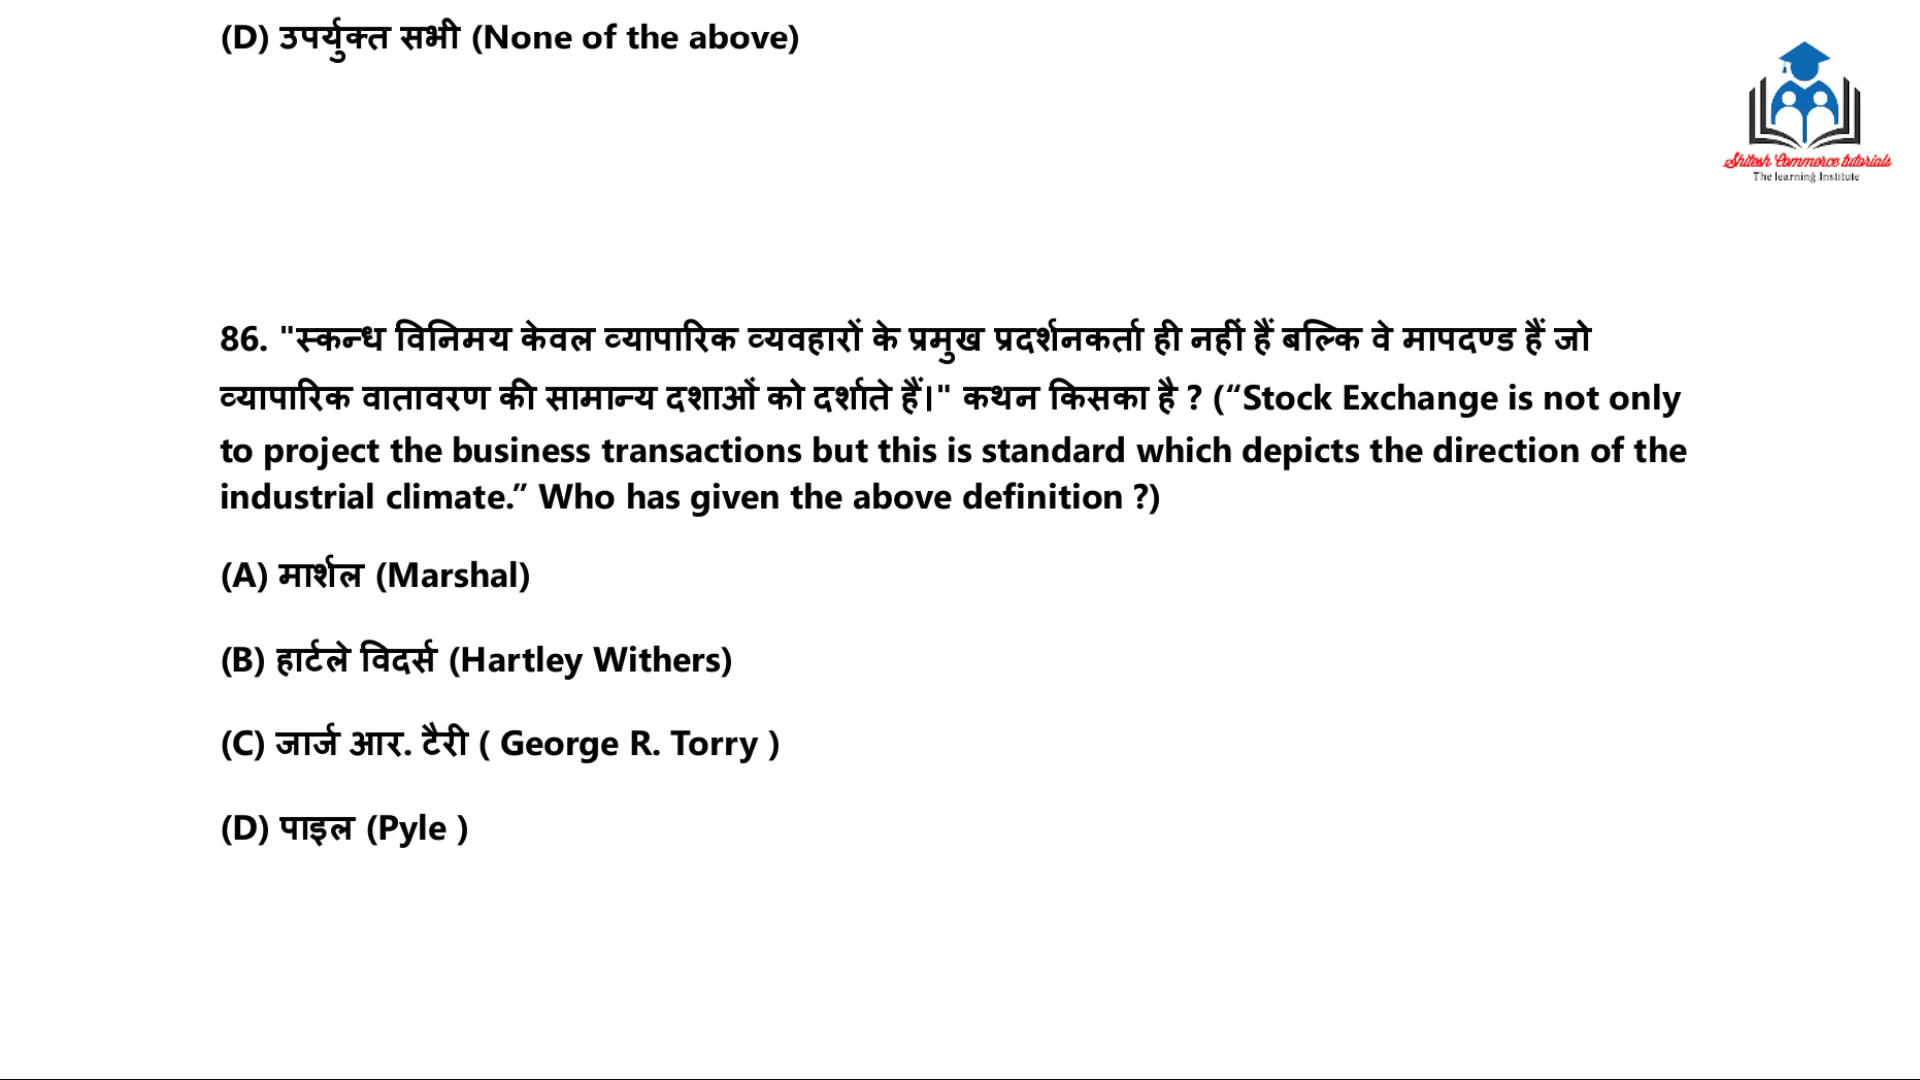 (D) उपर्युक्त सभी (None of the above)
Shitesh Commerce tutorials
The learning Institute
86. "स्कन्ध विनिमय केवल व्यापारिक व्यवहारों के प्रमुख प्रदर्शनकर्ता ही नहीं हैं बल्कि वे मापदण्ड हैं जो
व्यापारिक वातावरण की सामान्य दशाओं को दर्शाते हैं।" कथन किसका है ? (“Stock Exchange is not only
to project the business transactions but this is standard which depicts the direction of the
industrial climate.” Who has given the above definition ?)
(A) मार्शल (Marshal)
(B) हार्टले विदर्स (Hartley Withers)
(C) जार्ज आर. टैरी ( George R. Torry )
(D) पाइल (Pyle )